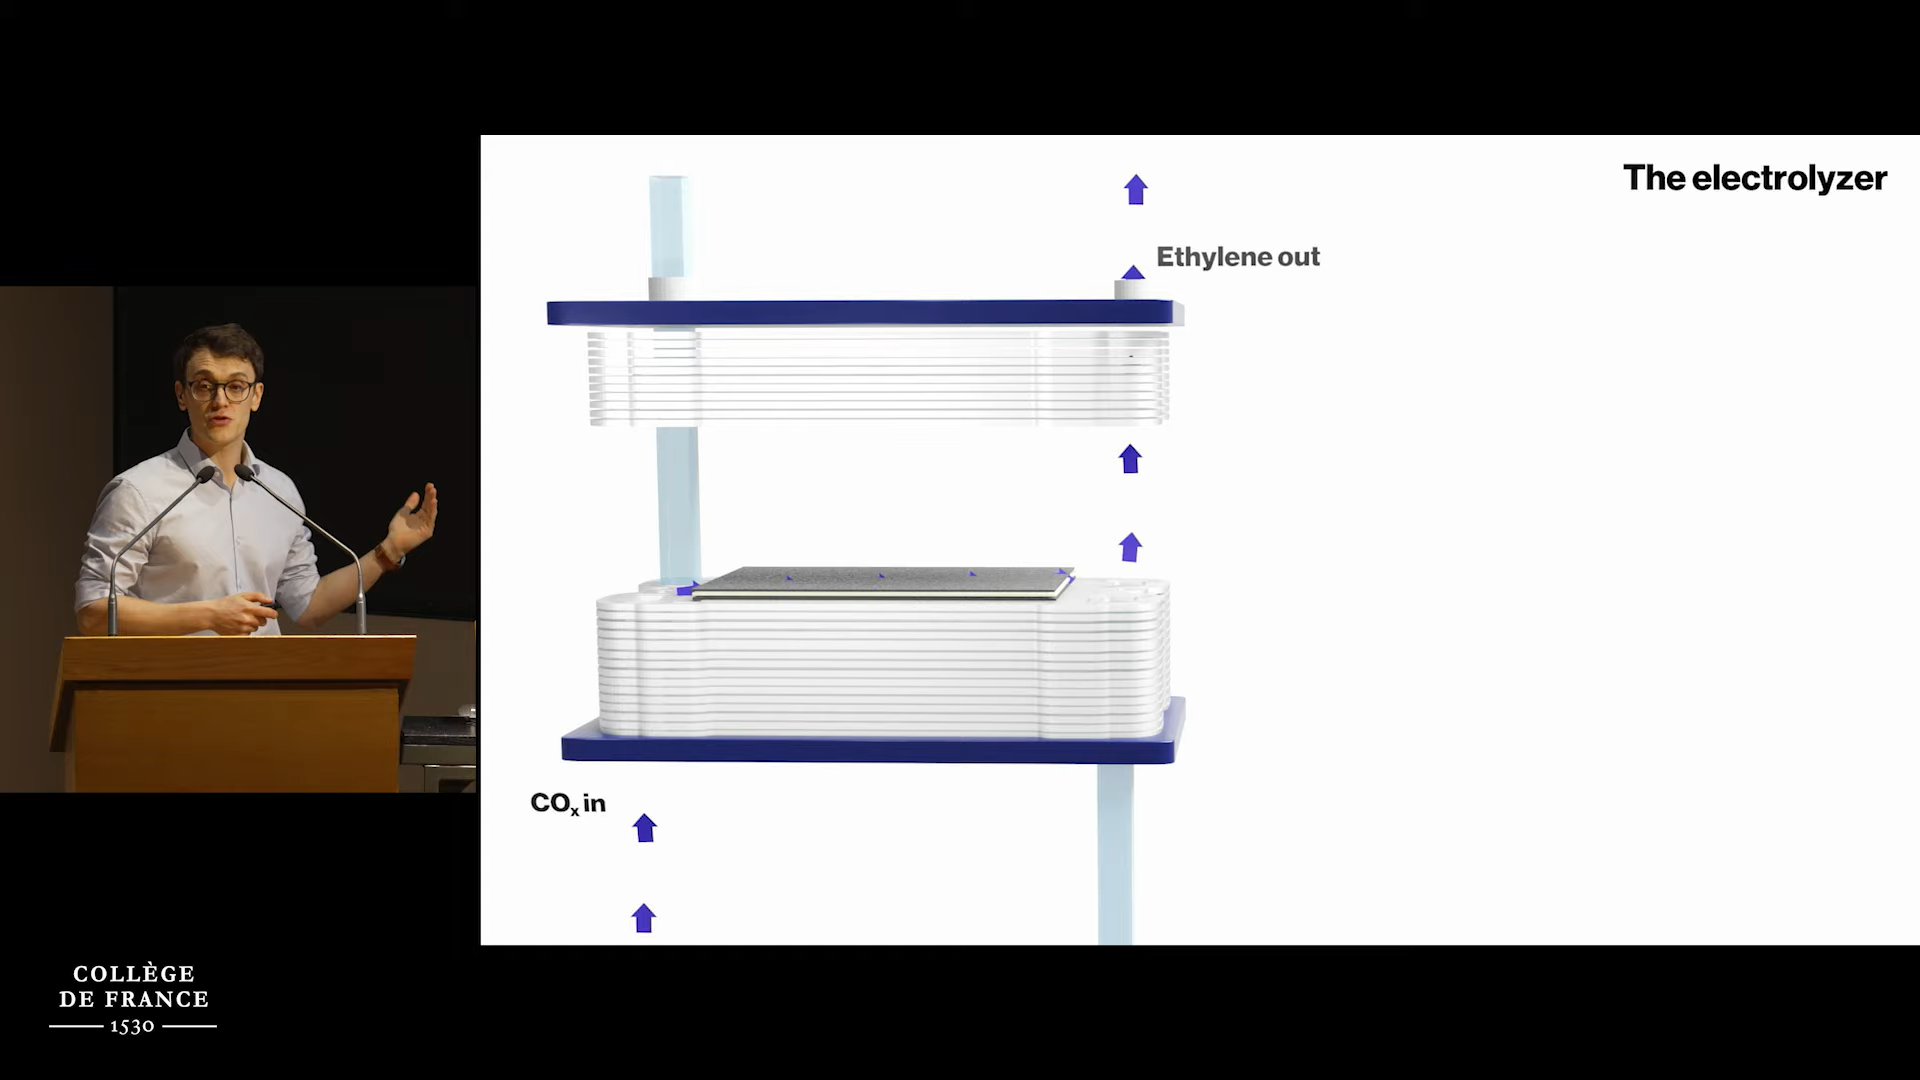 The electrolyzer
Ethylene out
COₓ in
COLLÈGE
DE FRANCE
1530